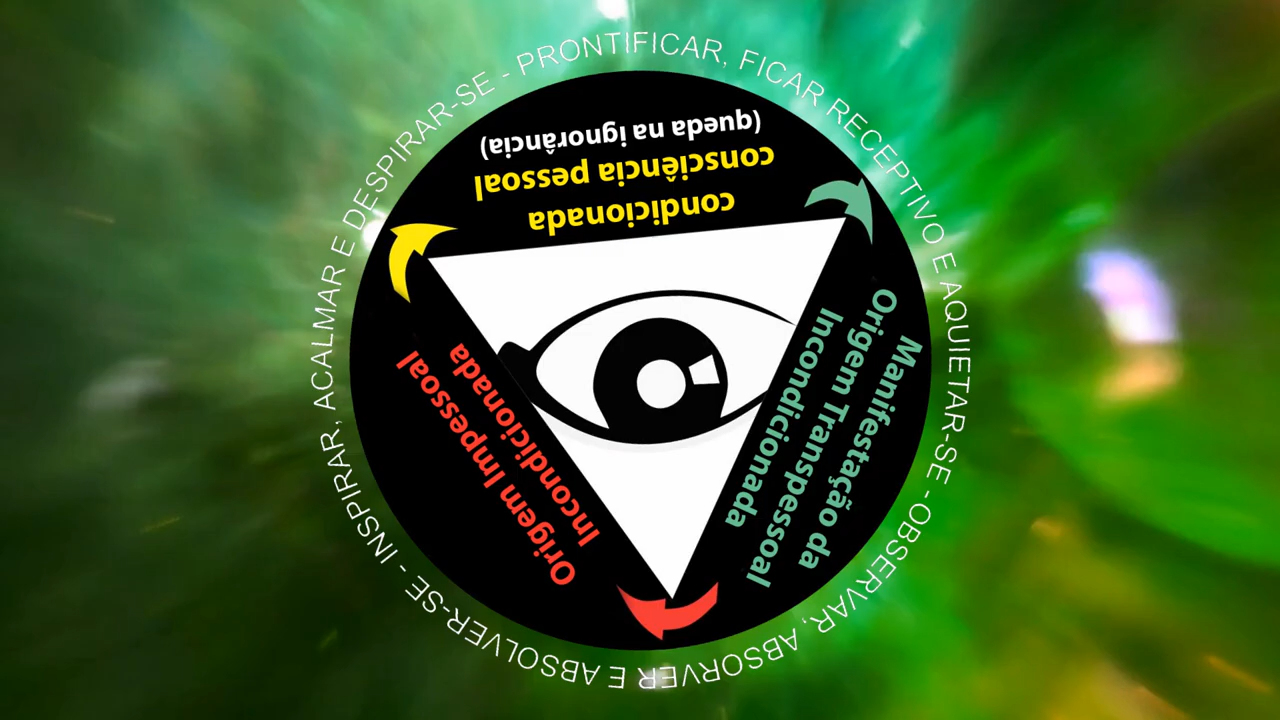 PRONTIFICAR, FICAR RECEPTIVO E AQUIETAR-SE - OBSERVAR, ABSORVER E ABSOLVER-SE - INSPIRAR, ACALMAR E DESPIRAR-SE -
condicionada
consciência pessoal
(queda na ignorância)
Manifestação da
Origem Transpessoal
Incondicionada
Origem Impessoal
Incondicionada